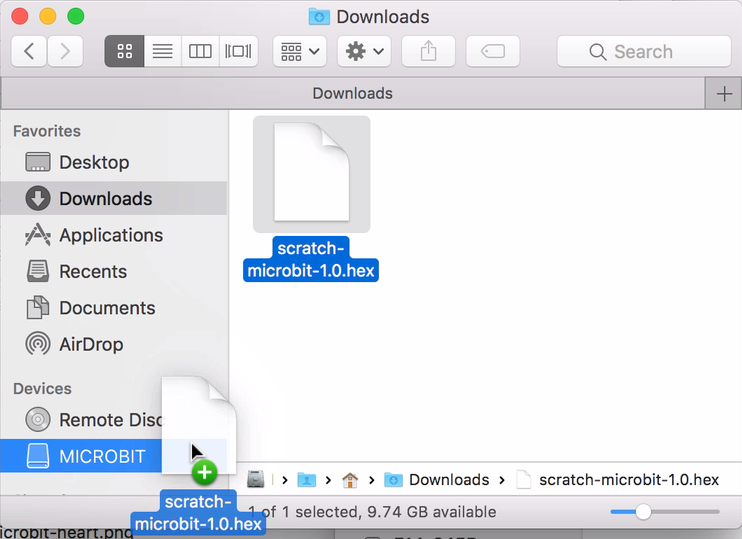 Downloads
Search
Downloads
Favorites
Desktop
Downloads
Applications
Recents
Documents
AirDrop
Devices
Remote Disc
MICROBIT
scratch-
microbit-1.0.hex
scratch-
microbit-1.0.hex
Downloads
scratch-microbit-1.0.hex
1 of 1 selected, 9.74 GB available
icrobit-heart.png